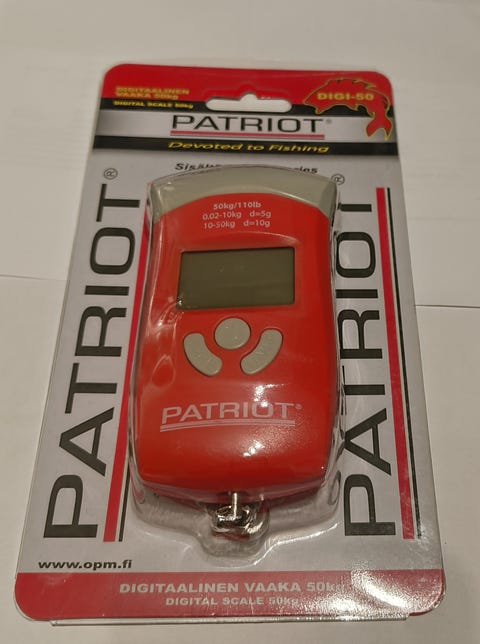 DIGITAALINEN
VAAKA 50kg
DIGITAL SCALE 50kg
DIGI-50
PATRIOT®
Devoted to Fishing
50kg/110lb
0.02-10kg d=5g
10-50kg d=10g
PATRIOT®
PATRIOT®
PATRIOT®
www.opm.fi
DIGITAALINEN VAAKA 50kg
DIGITAL SCALE 50kg